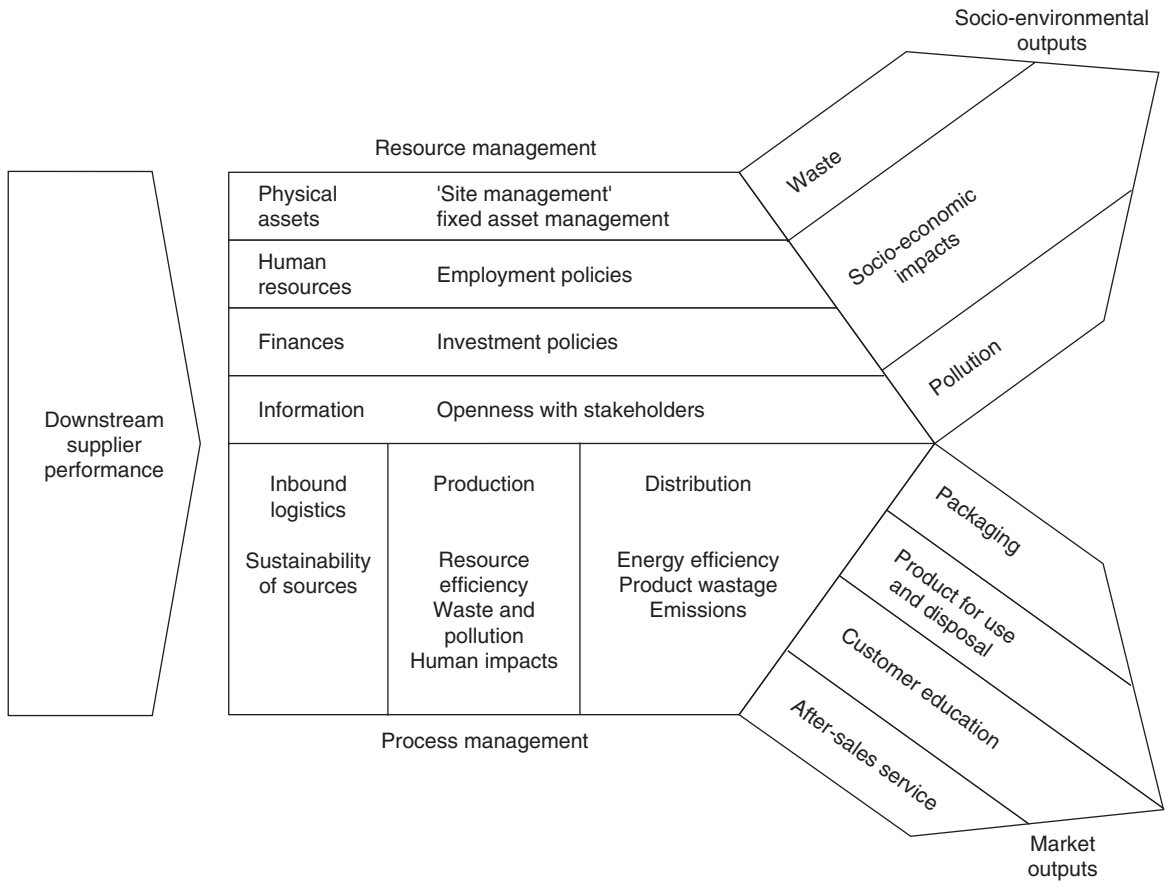 Socio-environmental
outputs
Resource management
Waste
Socio-economic
impacts
Pollution
Physical
assets
'Site management'
fixed asset management
Human
resources
Employment policies
Finances
Investment policies
Information
Openness with stakeholders
Downstream
supplier
performance
Inbound
logistics
Sustainability
of sources
Production
Resource
efficiency
Waste and
pollution
Human impacts
Distribution
Energy efficiency
Product wastage
Emissions
Process management
Packaging
Product for use
and disposal
Customer education
After-sales service
Market
outputs